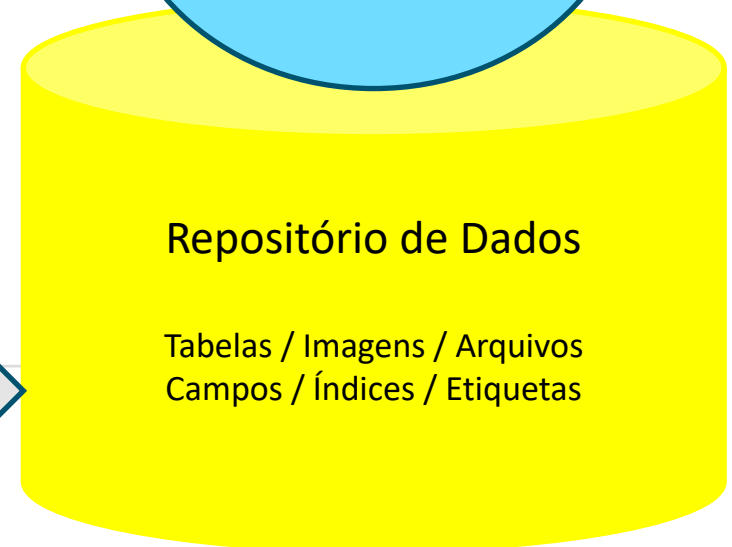 Repositório de Dados
Tabelas / Imagens / Arquivos
Campos / Índices / Etiquetas